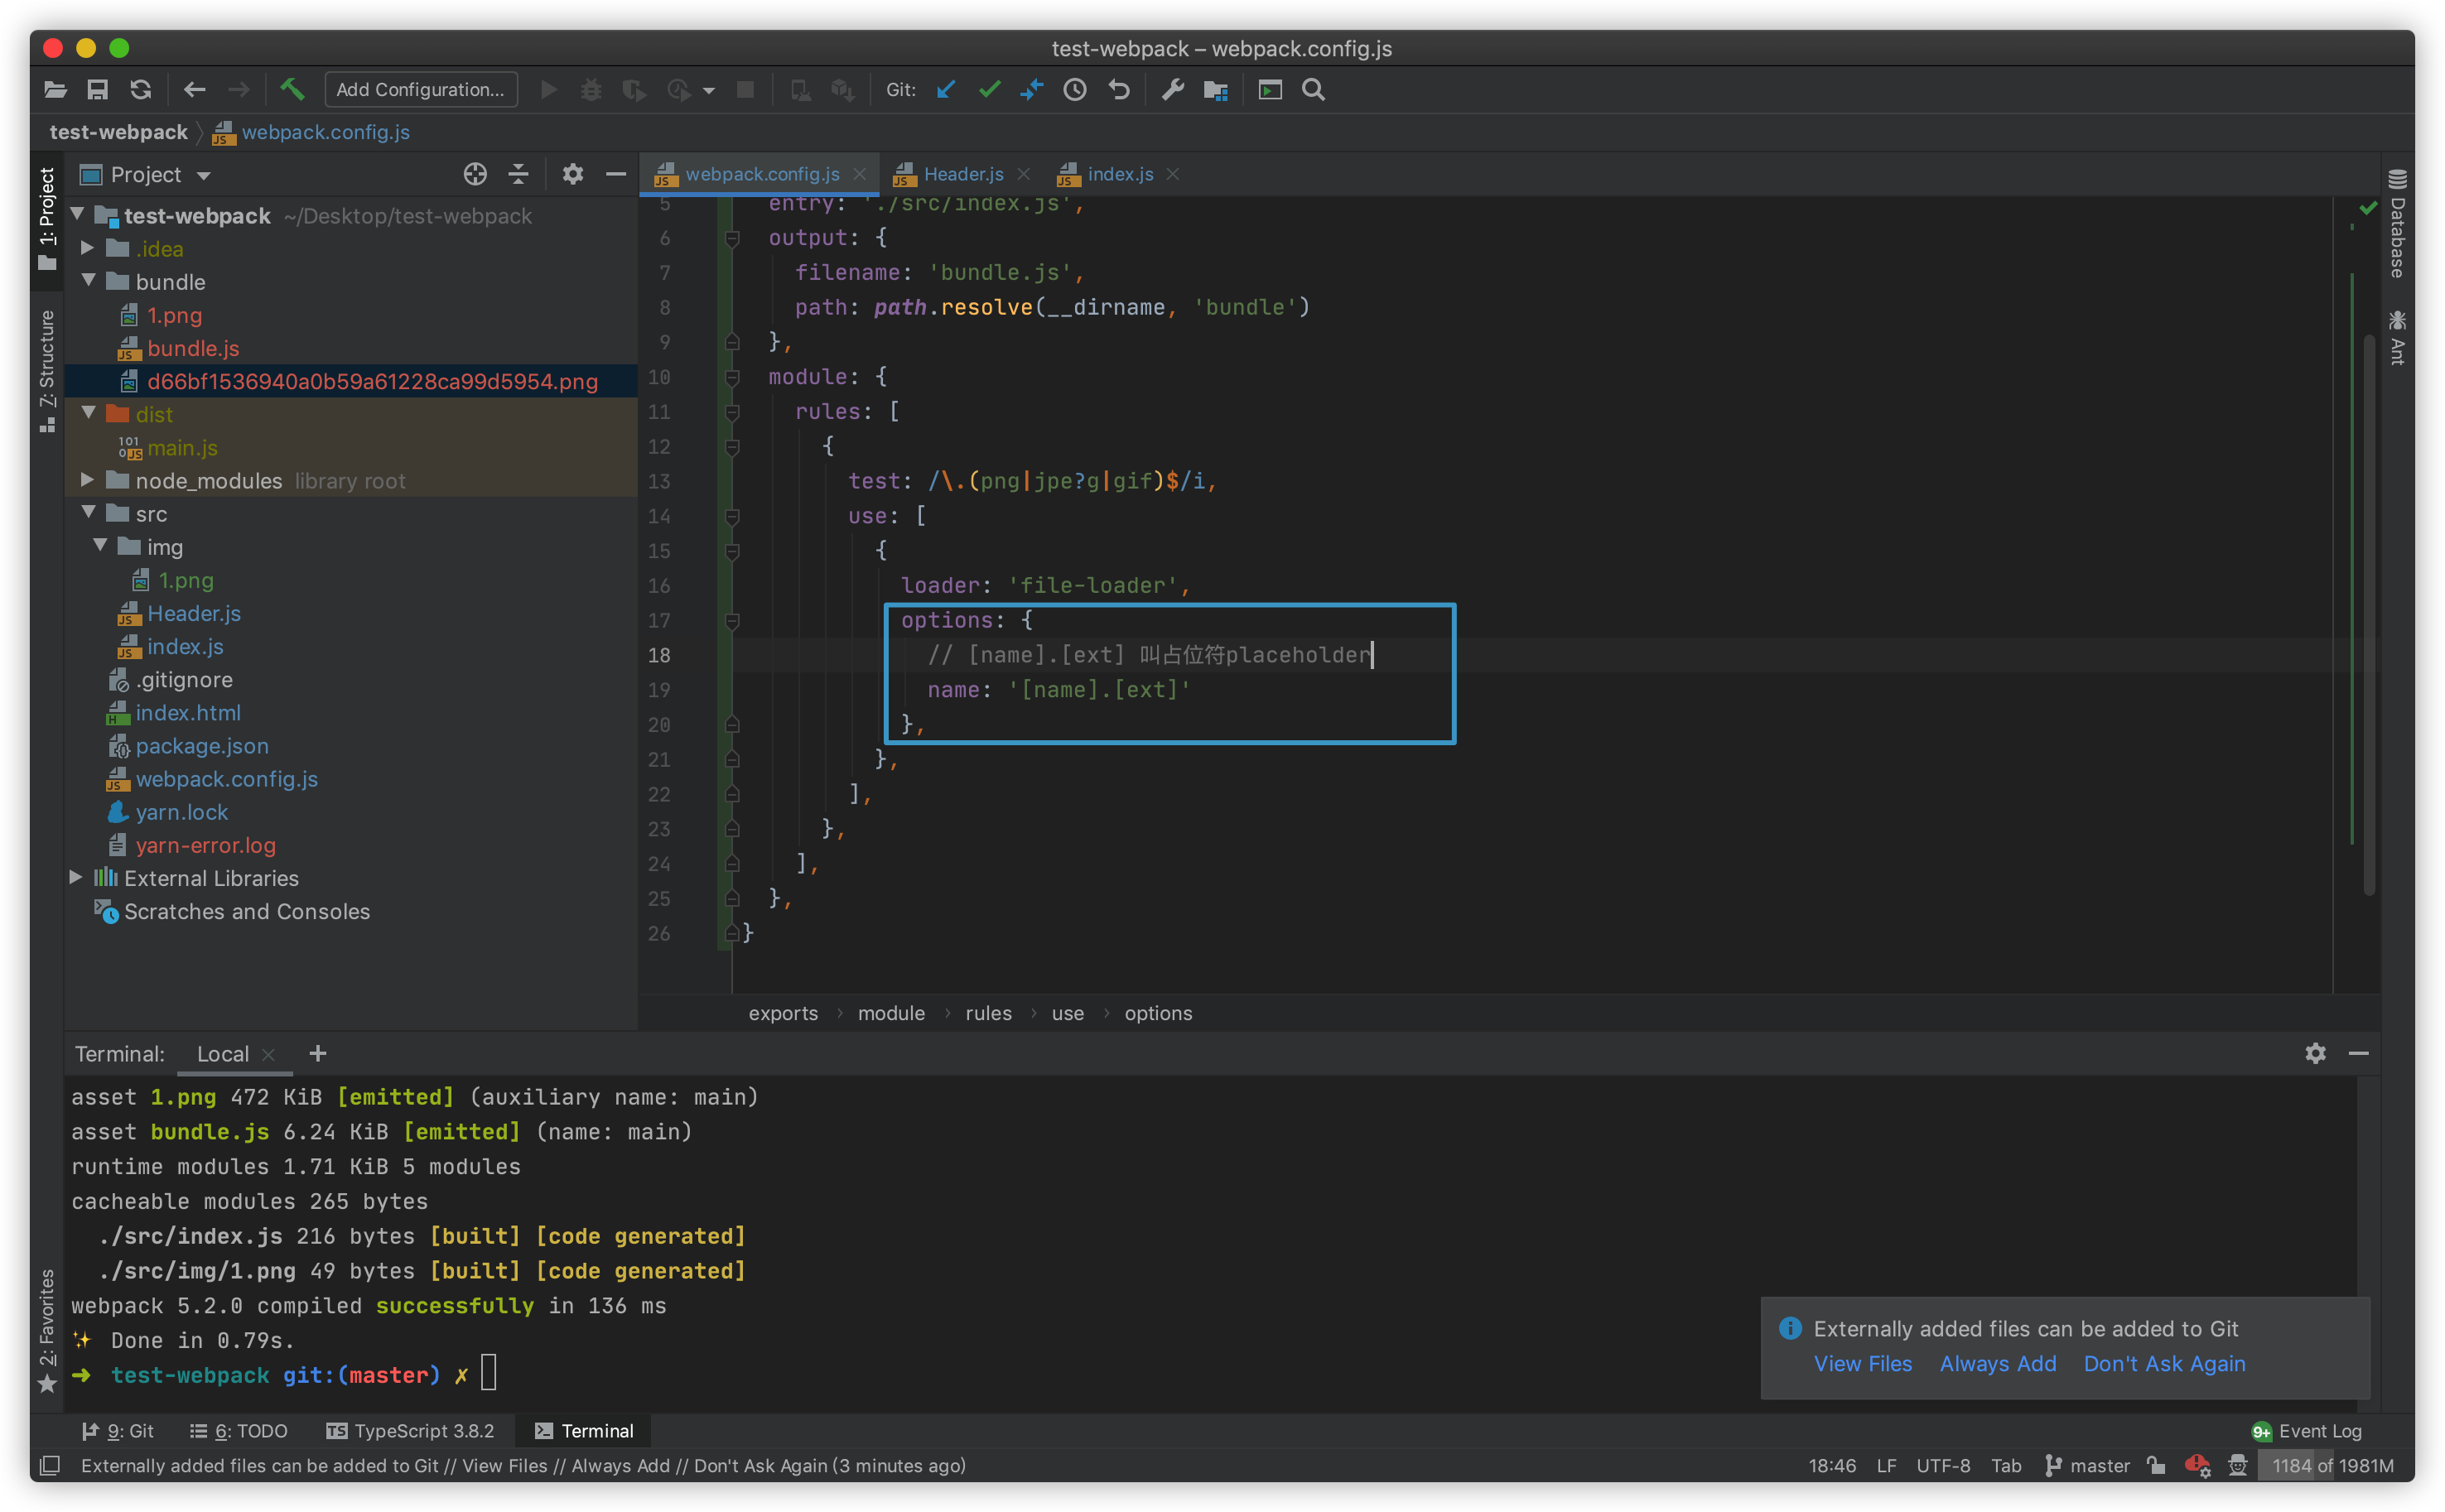 test-webpack – webpack.config.js
Add Configuration...
Git:
test-webpack
webpack.config.js
1: Project
7: Structure
2: Favorites
Project
test-webpack ~/Desktop/test-webpack
.idea
bundle
1.png
bundle.js
d66bf1536940a0b59a61228ca99d5954.png
dist
main.js
node_modules library root
src
img
1.png
Header.js
index.js
.gitignore
index.html
package.json
webpack.config.js
yarn.lock
yarn-error.log
External Libraries
Scratches and Consoles
webpack.config.js
Header.js
index.js
5 entry: './src/index.js',
6 output: {
7 filename: 'bundle.js',
8 path: path.resolve(__dirname, 'bundle')
9 },
10 module: {
11 rules: [
12 {
13 test: /\.(png|jpe?g|gif)$/i,
14 use: [
15 {
16 loader: 'file-loader',
17 options: {
18 // [name].[ext] 叫占位符placeholder
19 name: '[name].[ext]'
20 },
21 },
22 ],
23 },
24 ],
25 },
26 }
exports › module › rules › use › options
Database
Ant
Terminal: Local
asset 1.png 472 KiB [emitted] (auxiliary name: main)
asset bundle.js 6.24 KiB [emitted] (name: main)
runtime modules 1.71 KiB 5 modules
cacheable modules 265 bytes
./src/index.js 216 bytes [built] [code generated]
./src/img/1.png 49 bytes [built] [code generated]
webpack 5.2.0 compiled successfully in 136 ms
✨ Done in 0.79s.
➜ test-webpack git:(master) ✗
Externally added files can be added to Git
View Files Always Add Don't Ask Again
9: Git
6: TODO
TypeScript 3.8.2
Terminal
9+ Event Log
Externally added files can be added to Git // View Files // Always Add // Don't Ask Again (3 minutes ago)
18:46 LF UTF-8 Tab master 1184 of 1981M